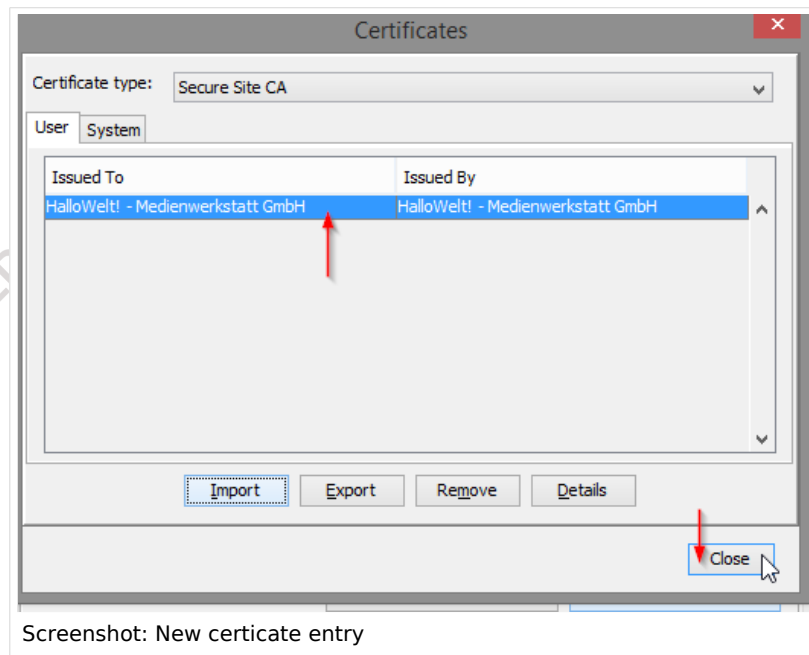 Certificates
Certificate type: Secure Site CA
User System
Issued To Issued By
HalloWelt! - Medienwerkstatt GmbH HalloWelt! - Medienwerkstatt GmbH
Import Export Remove Details
Close
Screenshot: New certicate entry